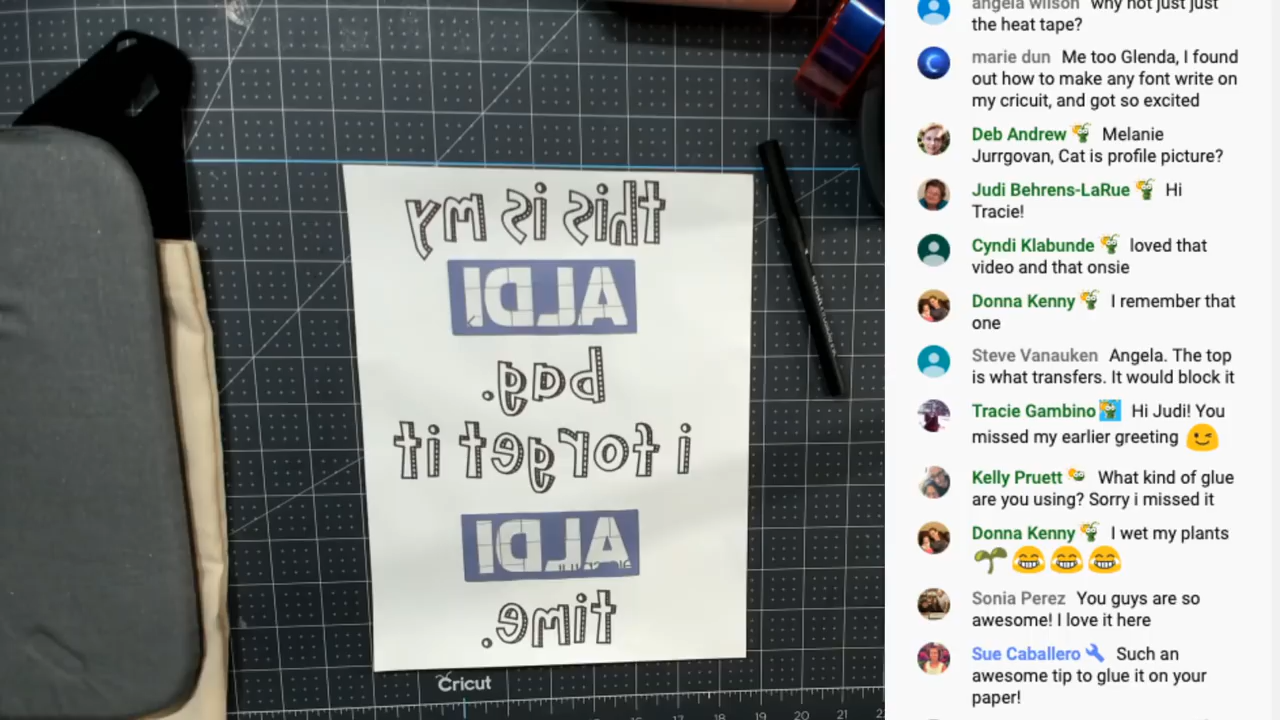 this is my
ALDI
bag.
i forget it
ALDI
time.
Cricut
17
18
19
20
21
angela wilson why not just just
the heat tape?
marie dun Me too Glenda, I found
out how to make any font write on
my cricuit, and got so excited
Deb Andrew Melanie
Jurrgovan, Cat is profile picture?
Judi Behrens-LaRue Hi
Tracie!
Cyndi Klabunde loved that
video and that onsie
Donna Kenny I remember that
one
Steve Vanauken Angela. The top
is what transfers. It would block it
Tracie Gambino Hi Judi! You
missed my earlier greeting 😉
Kelly Pruett What kind of glue
are you using? Sorry i missed it
Donna Kenny I wet my plants
🌱😂😂😂
Sonia Perez You guys are so
awesome! I love it here
Sue Caballero Such an
awesome tip to glue it on your
paper!